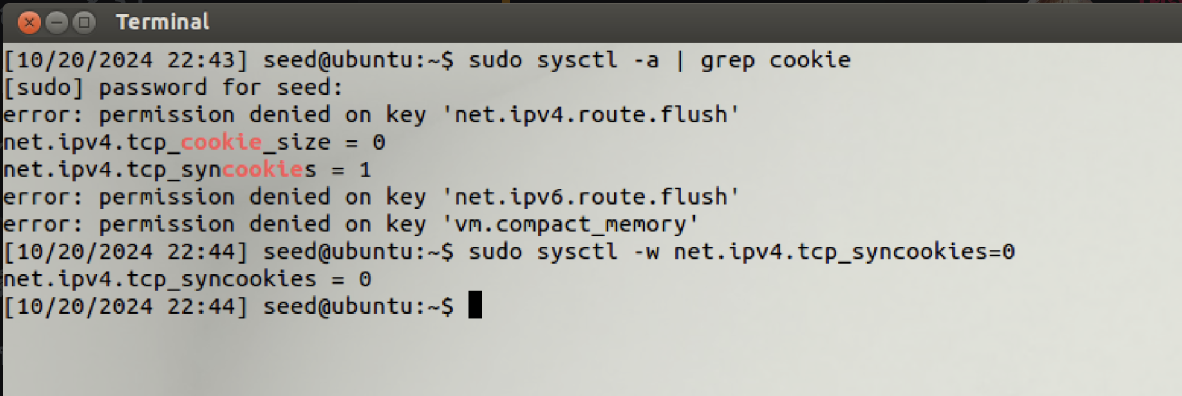 Terminal
[10/20/2024 22:43] seed@ubuntu:~$ sudo sysctl -a | grep cookie
[sudo] password for seed:
error: permission denied on key 'net.ipv4.route.flush'
net.ipv4.tcp_cookie_size = 0
net.ipv4.tcp_syncookies = 1
error: permission denied on key 'net.ipv6.route.flush'
error: permission denied on key 'vm.compact_memory'
[10/20/2024 22:44] seed@ubuntu:~$ sudo sysctl -w net.ipv4.tcp_syncookies=0
net.ipv4.tcp_syncookies = 0
[10/20/2024 22:44] seed@ubuntu:~$